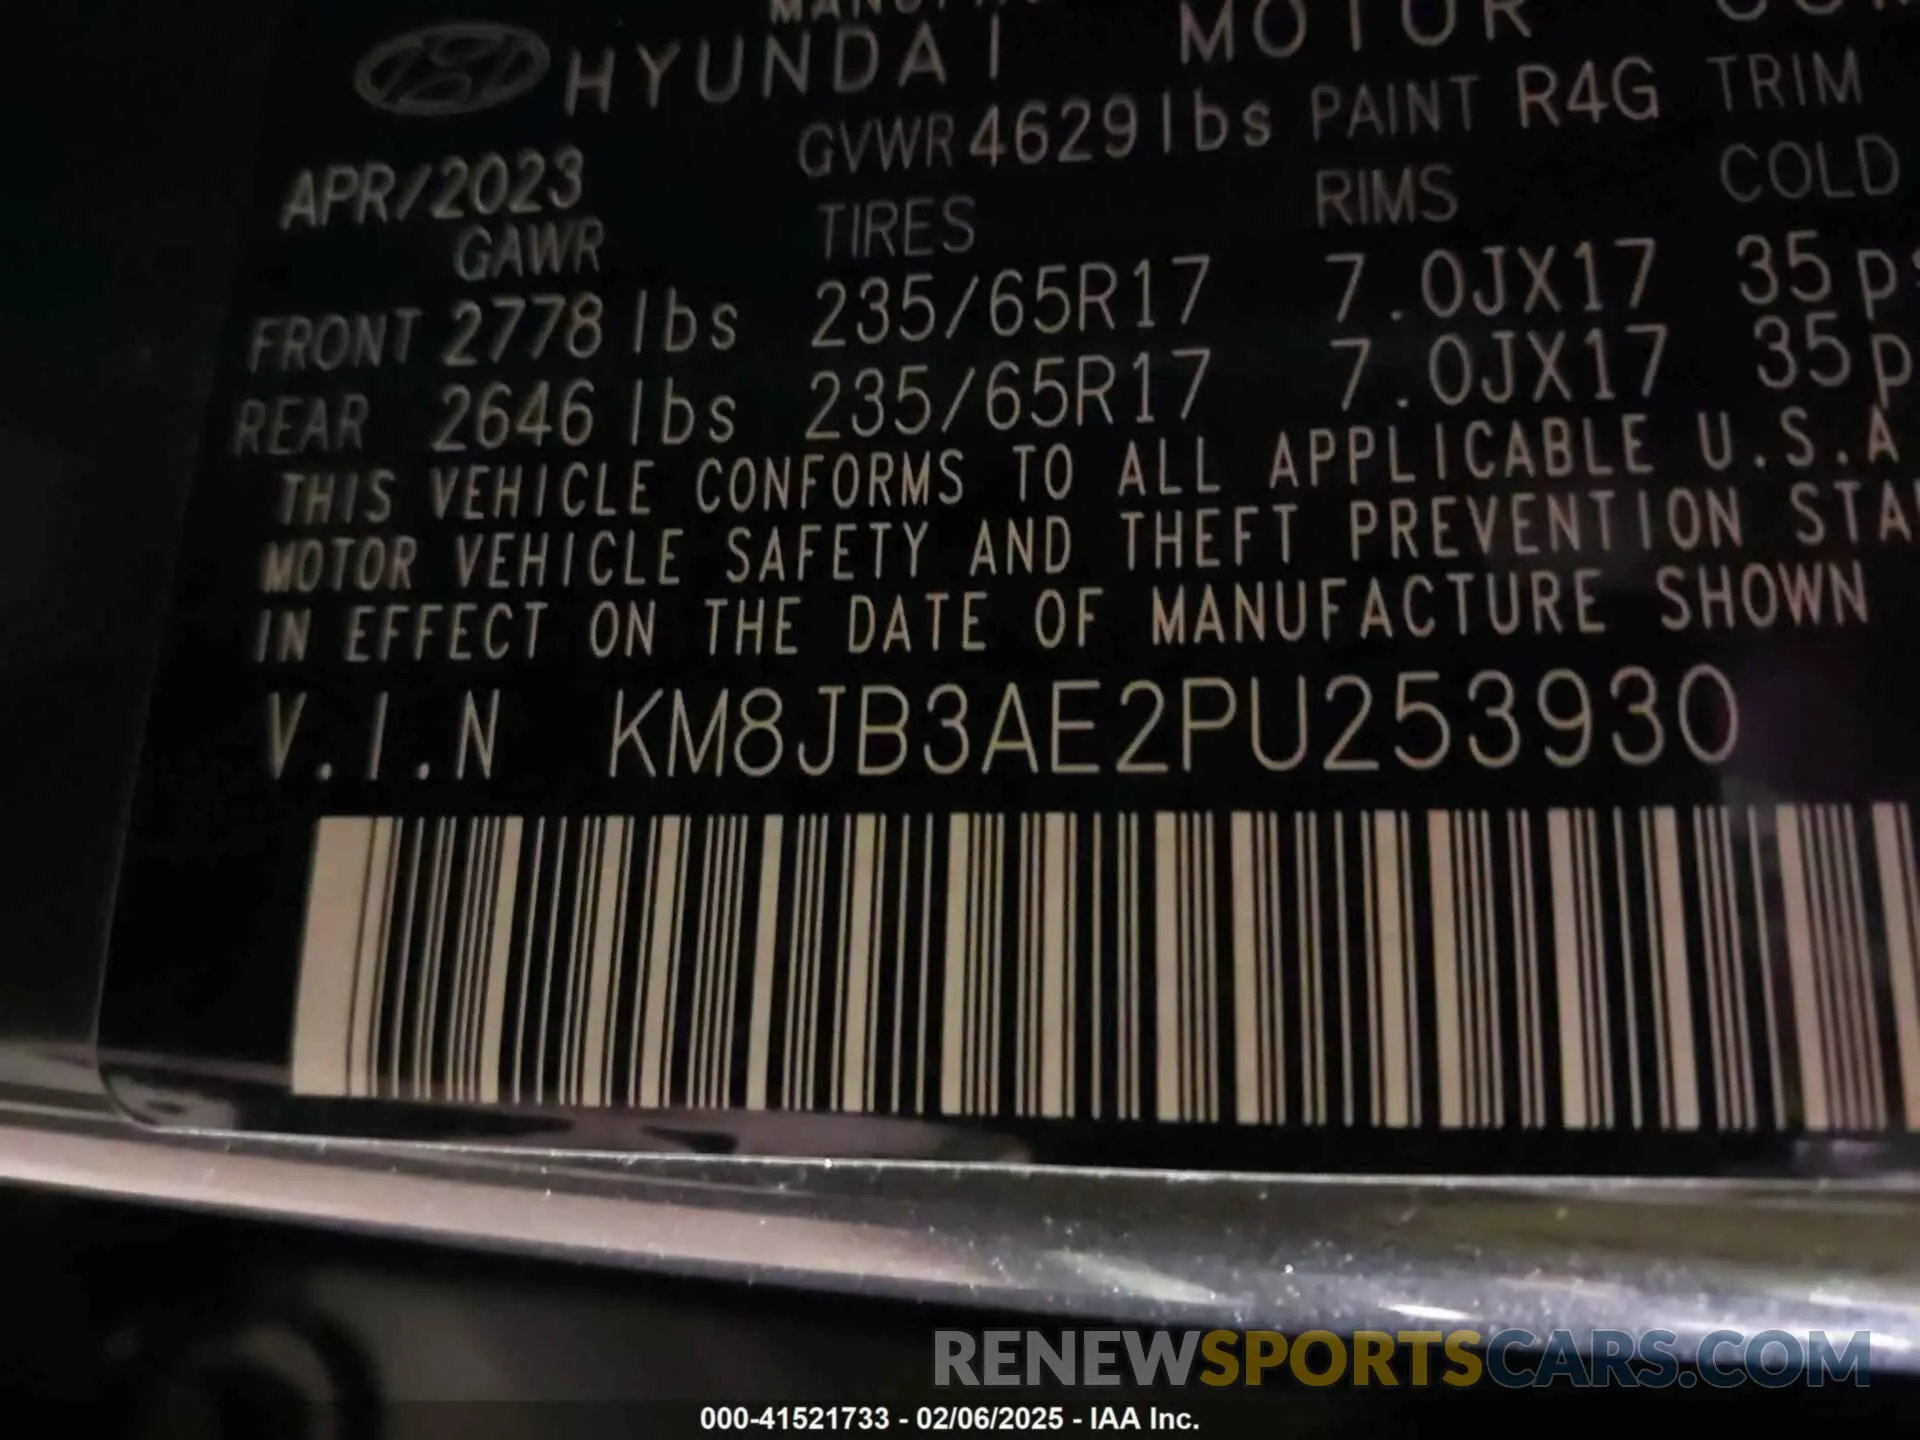 HYUNDAI MOTOR
GVWR 4629lbs PAINT R4G TRIM
APR/2023
GAWR TIRES RIMS COLD
FRONT 2778 lbs 235/65R17 7.0JX17 35
REAR 2646 lbs 235/65R17 7.0JX17 35
THIS VEHICLE CONFORMS TO ALL APPLICABLE U.S.A
MOTOR VEHICLE SAFETY AND THEFT PREVENTION
IN EFFECT ON THE DATE OF MANUFACTURE SHOWN
V.I.N KM8JB3AE2PU253930
RENEWSPORTSCARS.COM
000-41521733 - 02/06/2025 - IAA Inc.